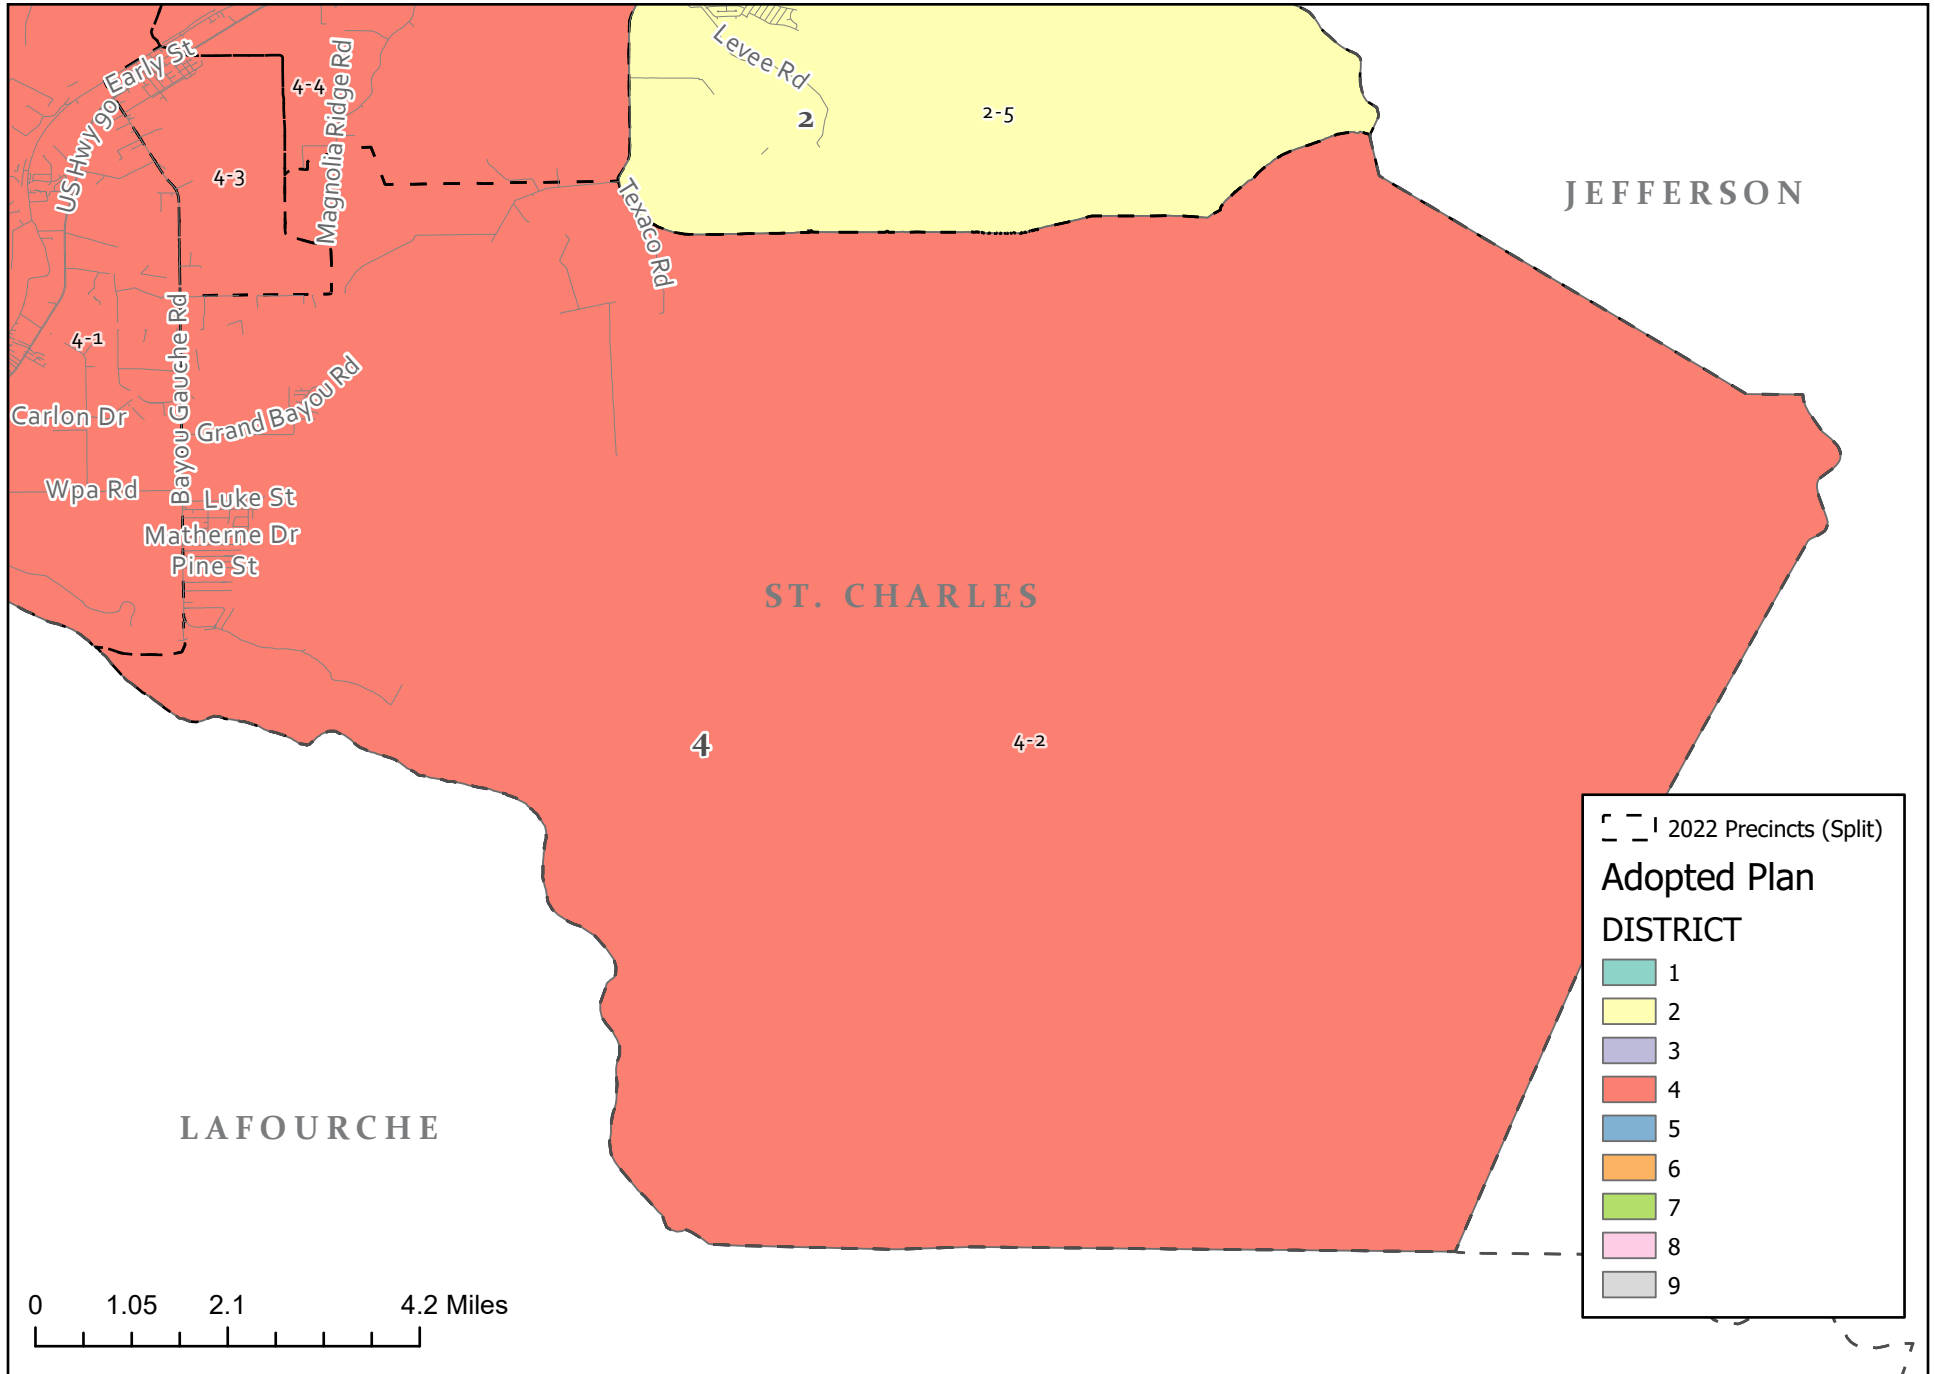 Early St
4-4
Magnolia Ridge Rd
US Hwy 90
4-3
Levee Rd
2
2-5
JEFFERSON
Texaco Rd
4-1
Bayou Gauche Rd
Carlon Dr
Grand Bayou Rd
Wpa Rd
Luke St
Matherne Dr
Pine St
ST. CHARLES
4
4-2
LAFOURCHE
2022 Precincts (Split)
Adopted Plan
DISTRICT
1
2
3
4
5
6
7
8
9
0 1.05 2.1 4.2 Miles